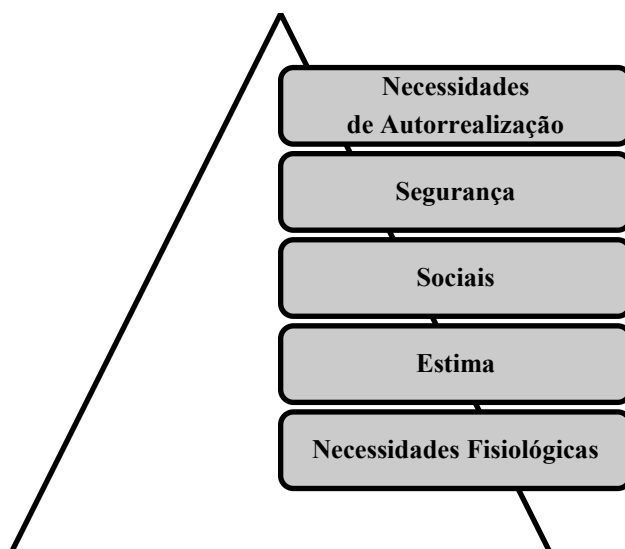 Necessidades
de Autorrealização
Segurança
Sociais
Estima
Necessidades Fisiológicas